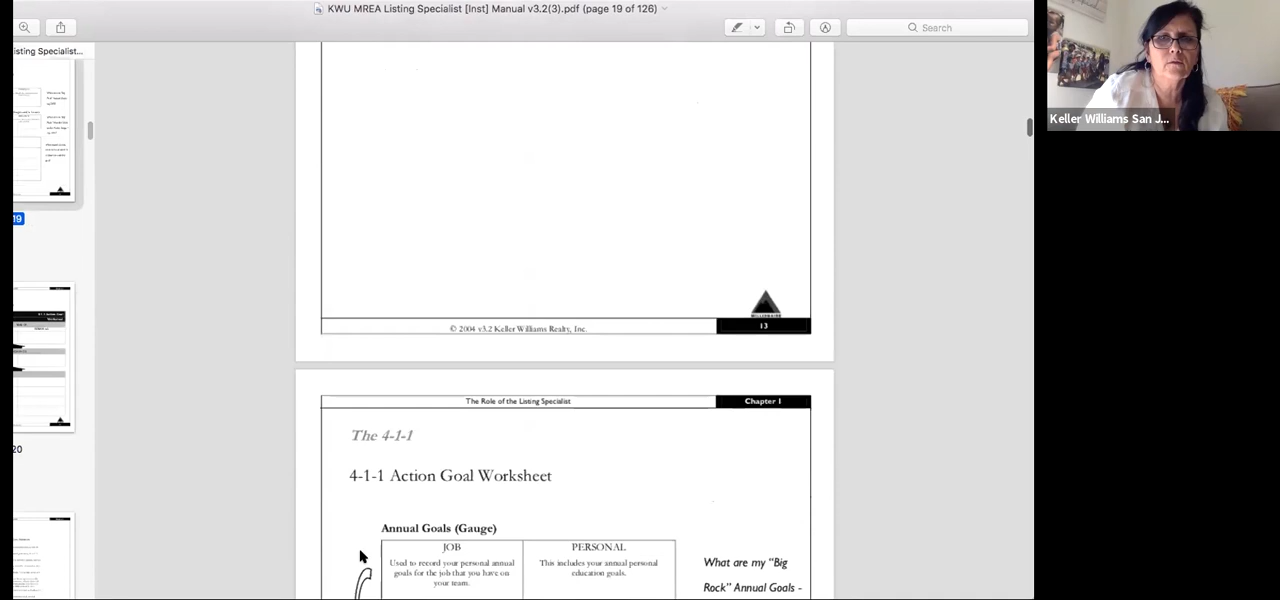 KWU MREA Listing Specialist [Inst] Manual v3.2(3).pdf (page 19 of 126)
Search
isting Specialist...
19
20
Keller Williams San J...
© 2004 v3.2 Keller Williams Realty, Inc.
MILLIONAIRE
13
The Role of the Listing Specialist
Chapter 1
The 4-1-1
4-1-1 Action Goal Worksheet
Annual Goals (Gauge)
JOB
PERSONAL
Used to record your personal annual
goals for the job that you have on
your team.
This includes your annual personal
education goals.
What are my "Big
Rock" Annual Goals -